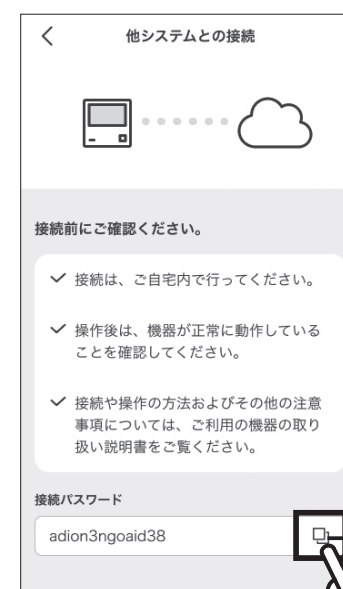 他システムとの接続
接続前にご確認ください。
接続は、ご自宅内で行ってください。
操作後は、機器が正常に動作している
ことを確認してください。
接続や操作の方法およびその他の注意
事項については、ご利用の機器の取り
扱い説明書をご覧ください。
接続パスワード
adion3ngoaid38